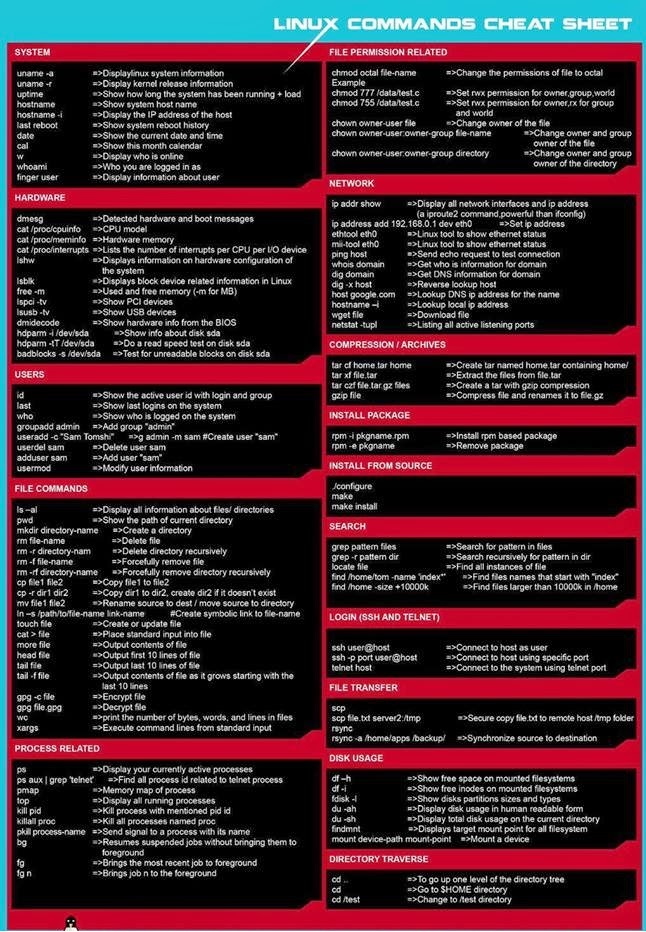 LINUX COMMANDS CHEAT SHEET
SYSTEM
uname -a =>Displaylinux system information
uname -r =>Display kernel release information
uptime =>Show how long the system has been running + load
hostname =>Show system host name
hostname -i =>Display the IP address of the host
last reboot =>Show system reboot history
date =>Show the current date and time
cal =>Show this month calendar
w =>Display who is online
whoami =>Who you are logged in as
finger user =>Display information about user
HARDWARE
dmesg =>Detected hardware and boot messages
cat /proc/cpuinfo =>CPU model
cat /proc/meminfo =>Hardware memory
cat /proc/interrupts =>Lists the number of interrupts per CPU per I/O device
lshw =>Displays information on hardware configuration of
the system
lsblk =>Displays block device related information in Linux
free -m =>Used and free memory (-m for MB)
lspci -tv =>Show PCI devices
lsusb -tv =>Show USB devices
dmidecode =>Show hardware info from the BIOS
hdparm -i /dev/sda =>Show info about disk sda
hdparm -tT /dev/sda =>Do a read speed test on disk sda
badblocks -s /dev/sda =>Test for unreadable blocks on disk sda
USERS
id =>Show the active user id with login and group
last =>Show last logins on the system
who =>Show who is logged on the system
groupadd admin =>Add group "admin"
useradd -c "Sam Tomshi" =>g admin -m sam #Create user "sam"
userdel sam =>Delete user sam
adduser sam =>Add user "sam"
usermod =>Modify user information
FILE COMMANDS
ls –al =>Display all information about files/ directories
pwd =>Show the path of current directory
mkdir directory-name =>Create a directory
rm file-name =>Delete file
rm -r directory-nam =>Delete directory recursively
rm -f file-name =>Forcefully remove file
rm -rf directory-name =>Forcefully remove directory recursively
cp file1 file2 =>Copy file1 to file2
cp -r dir1 dir2 =>Copy dir1 to dir2, create dir2 if it doesn't exist
mv file1 file2 =>Rename source to dest / move source to directory
ln –s /path/to/file-name link-name #Create symbolic link to file-name
touch file =>Create or update file
cat > file =>Place standard input into file
more file =>Output contents of file
head file =>Output first 10 lines of file
tail file =>Output last 10 lines of file
tail -f file =>Output contents of file as it grows starting with the
last 10 lines
gpg -c file =>Encrypt file
gpg file.gpg =>Decrypt file
wc =>print the number of bytes, words, and lines in files
xargs =>Execute command lines from standard input
PROCESS RELATED
ps =>Display your currently active processes
ps aux | grep 'telnet' =>Find all process id related to telnet process
pmap =>Memory map of process
top =>Display all running processes
kill pid =>Kill process with mentioned pid id
killall proc =>Kill all processes named proc
pkill process-name =>Send signal to a process with its name
bg =>Resumes suspended jobs without bringing them to
foreground
fg =>Brings the most recent job to foreground
fg n =>Brings job n to the foreground
FILE PERMISSION RELATED
chmod octal file-name =>Change the permissions of file to octal
Example
chmod 777 /data/test.c =>Set rwx permission for owner,group,world
chmod 755 /data/test.c =>Set rwx permission for owner,rx for group
and world
chown owner-user file =>Change owner of the file
chown owner-user:owner-group file-name =>Change owner and group
owner of the file
chown owner-user:owner-group directory =>Change owner and group
owner of the directory
NETWORK
ip addr show =>Display all network interfaces and ip address
(a iproute2 command,powerful than ifconfig)
ip address add 192.168.0.1 dev eth0 =>Set ip address
ethtool eth0 =>Linux tool to show ethernet status
mii-tool eth0 =>Linux tool to show ethernet status
ping host =>Send echo request to test connection
whois domain =>Get who is information for domain
dig domain =>Get DNS information for domain
dig -x host =>Reverse lookup host
host google.com =>Lookup DNS ip address for the name
hostname –i =>Lookup local ip address
wget file =>Download file
netstat -tupl =>Listing all active listening ports
COMPRESSION / ARCHIVES
tar cf home.tar home =>Create tar named home.tar containing home/
tar xf file.tar =>Extract the files from file.tar
tar czf file.tar.gz files =>Create a tar with gzip compression
gzip file =>Compress file and renames it to file.gz
INSTALL PACKAGE
rpm -i pkgname.rpm =>Install rpm based package
rpm -e pkgname =>Remove package
INSTALL FROM SOURCE
./configure
make
make install
SEARCH
grep pattern files =>Search for pattern in files
grep -r pattern dir =>Search recursively for pattern in dir
locate file =>Find all instances of file
find /home/tom -name 'index*' =>Find files names that start with "index"
find /home -size +10000k =>Find files larger than 10000k in /home
LOGIN (SSH AND TELNET)
ssh user@host =>Connect to host as user
ssh -p port user@host =>Connect to host using specific port
telnet host =>Connect to the system using telnet port
FILE TRANSFER
scp
scp file.txt server2:/tmp =>Secure copy file.txt to remote host /tmp folder
rsync
rsync -a /home/apps /backup/ =>Synchronize source to destination
DISK USAGE
df –h =>Show free space on mounted filesystems
df -i =>Show free inodes on mounted filesystems
fdisk -l =>Show disks partitions sizes and types
du -ah =>Display disk usage in human readable form
du -sh =>Display total disk usage on the current directory
findmnt =>Displays target mount point for all filesystem
mount device-path mount-point =>Mount a device
DIRECTORY TRAVERSE
cd .. =>To go up one level of the directory tree
cd =>Go to $HOME directory
cd /test =>Change to /test directory